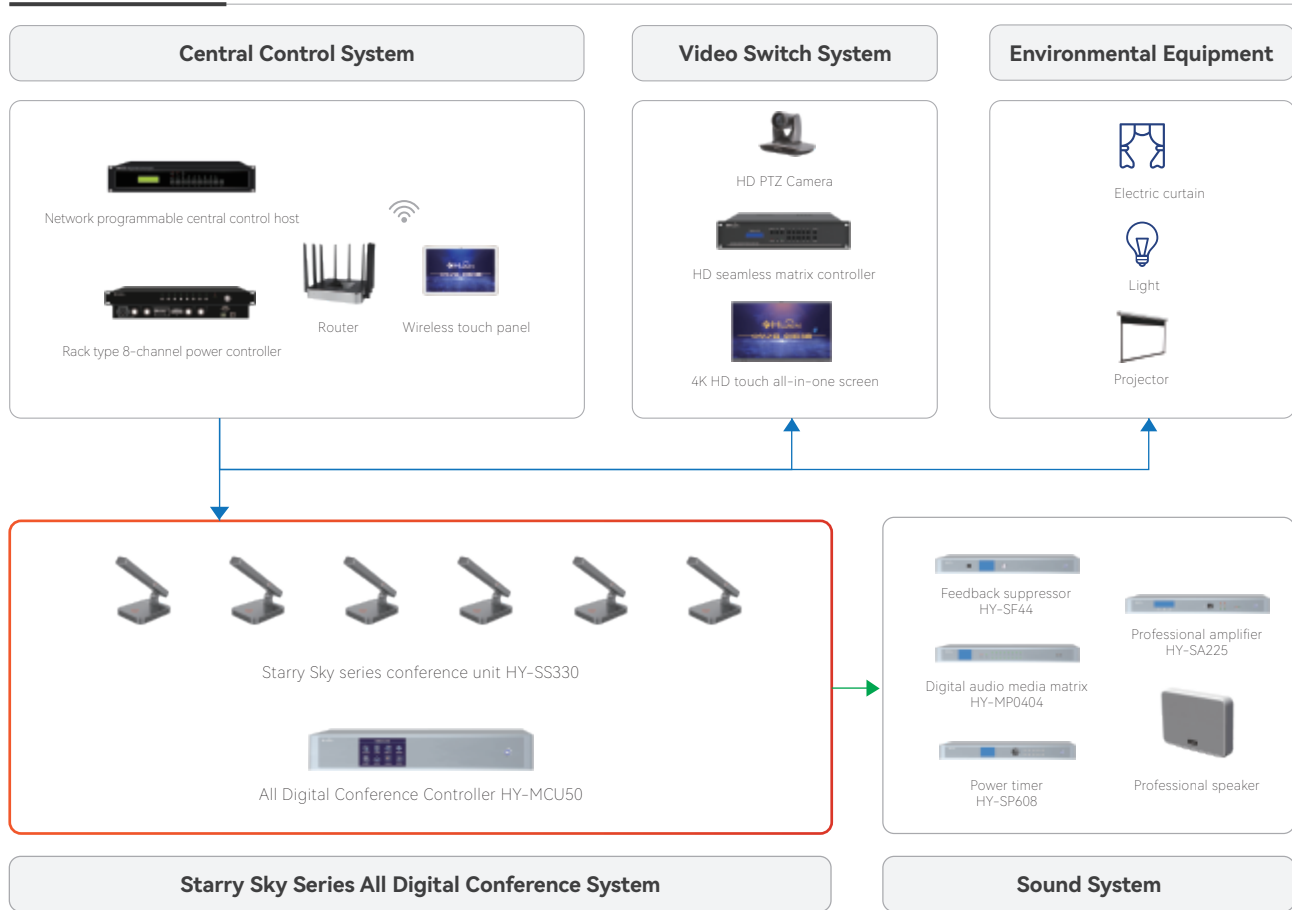 Central Control System
Video Switch System
Environmental Equipment
Network programmable central control host
Rack type 8-channel power controller
Router
Wireless touch panel
HD PTZ Camera
HD seamless matrix controller
4K HD touch all-in-one screen
Electric curtain
Light
Projector
Starry Sky series conference unit HY-SS330
All Digital Conference Controller HY-MCU50
Feedback suppressor
HY-SF44
Digital audio media matrix
HY-MP0404
Power timer
HY-SP608
Professional amplifier
HY-SA225
Professional speaker
Starry Sky Series All Digital Conference System
Sound System